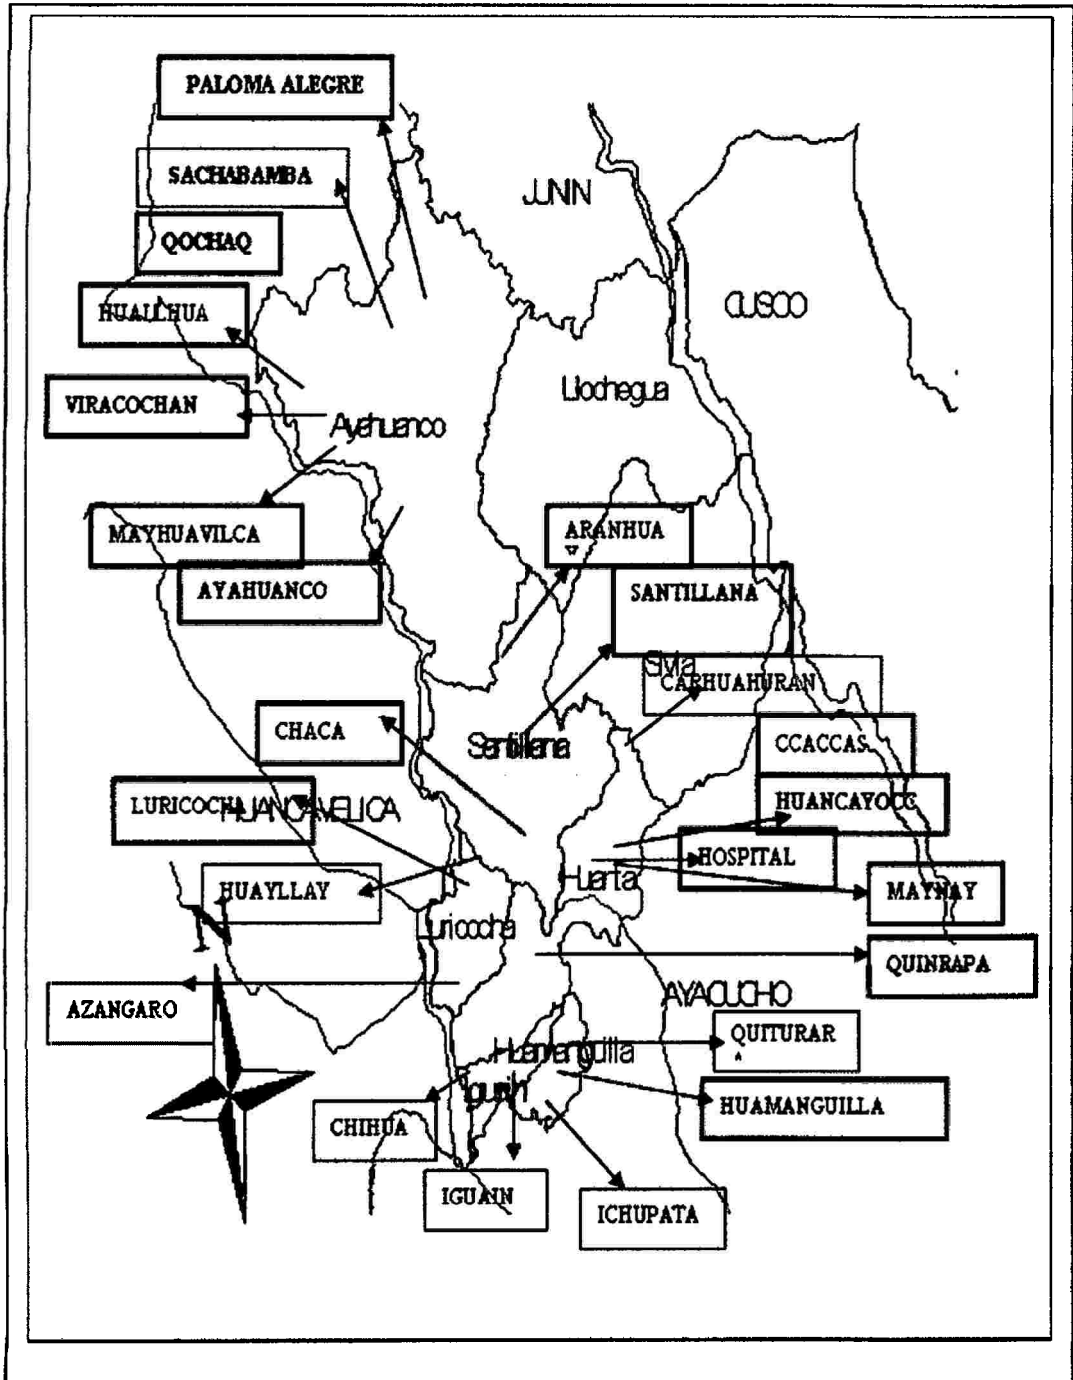 PALOMA ALEGRE
SACHABAMBA
JUNIN
QOCHAQ
HUALLHUA
CUSCO
VIRACOCHAN
Llochegua
Ayahuanco
MAYHUAVILCA
ARANHUA
AYAHUANCO
SANTILLANA
Sivia
CARHUAHURAN
CHACA
Santillana
CCACCAS
LURICOCHA
HUANCAVELICA
HUANCAYOCC
HOSPITAL
HUAYLLAY
Huanta
MAYNAY
Luricocha
QUINRAPA
AZANGARO
AYACUCHO
QUITURAR
Huamanguilla
Iguain
HUAMANGUILLA
CHIHUA
IGUAIN
ICHUPATA